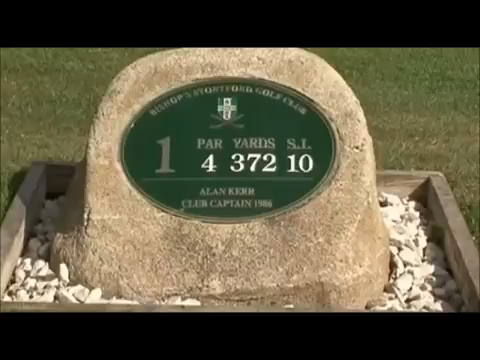 BISHOP'S STORTFORD GOLF CLUB
1 PAR YARDS S.I.
4 372 10
ALAN KERR
CLUB CAPTAIN 1986